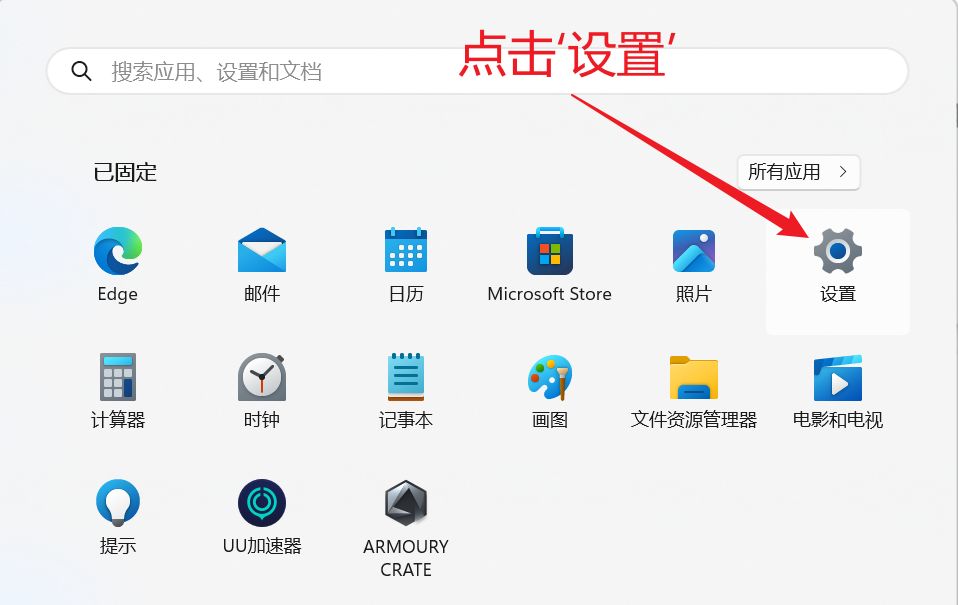 点击‘设置’
搜索应用、设置和文档
已固定
所有应用
Edge
邮件
日历
Microsoft Store
照片
设置
计算器
时钟
记事本
画图
文件资源管理器
电影和电视
提示
UU加速器
ARMOURY
CRATE